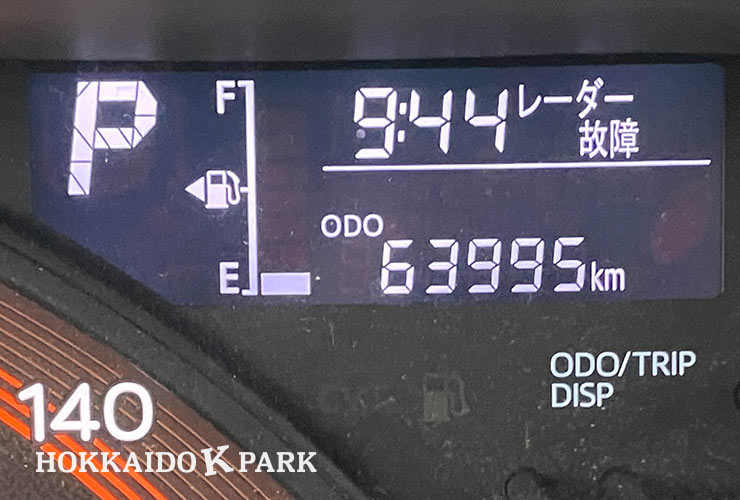 P
F
9:44 レーダー
故障
ODO
63995km
E
ODO/TRIP
DISP
140
HOKKAIDO K PARK